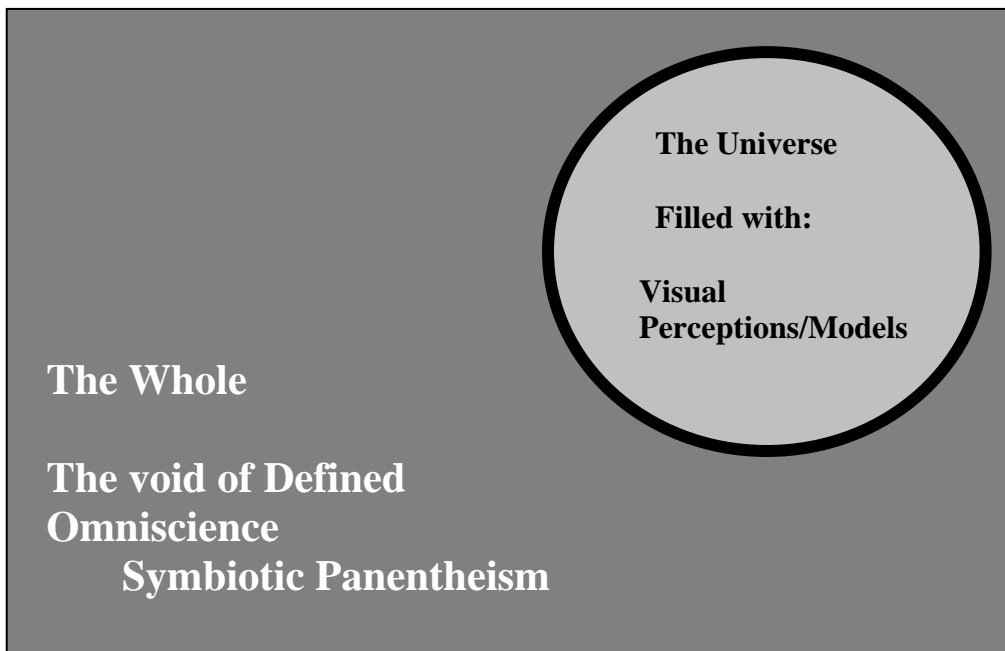 The Universe
Filled with:
Visual
Perceptions/Models
The Whole
The void of Defined
Omniscience
Symbiotic Panentheism